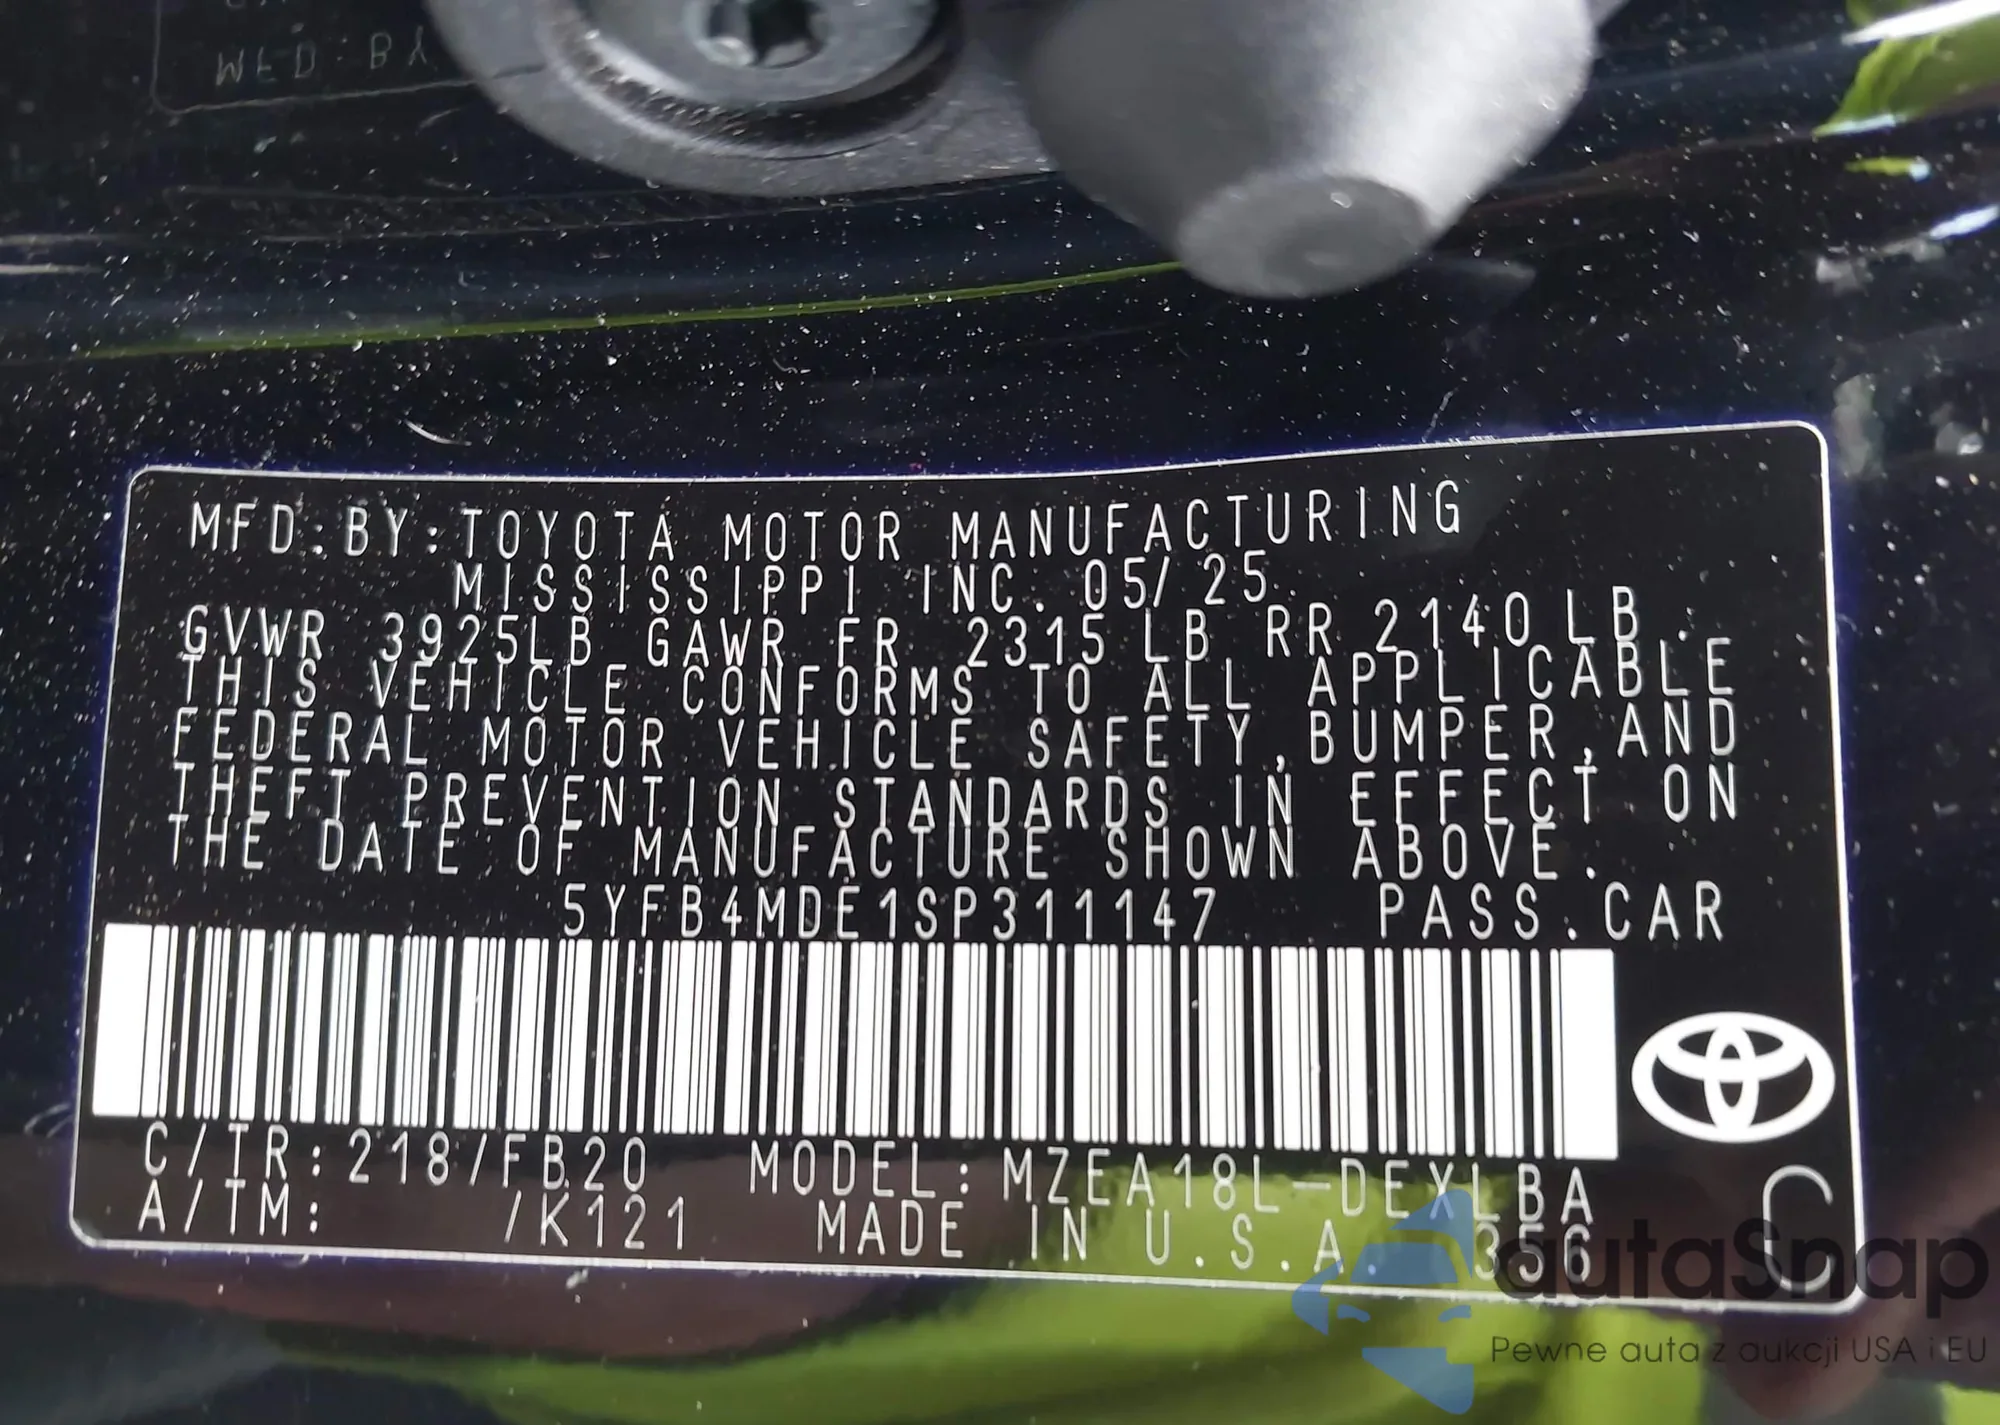 MFD. BY: TOYOTA MOTOR MANUFACTURING
MISSISSIPPI INC. 05/25
GVWR 3925LB GAWR FR 2315 LB RR 2140 LB.
THIS VEHICLE CONFORMS TO ALL APPLICABLE
FEDERAL MOTOR VEHICLE SAFETY, BUMPER, AND
THEFT PREVENTION STANDARDS IN EFFECT ON
THE DATE OF MANUFACTURE SHOWN ABOVE.
5YFB4MDE1SP311147 PASS. CAR
C/TR: 218/FB20 MODEL: MZEA18L-DEXLBA
A/TM: /K121 MADE IN U.S.A. 356
C
autaSnap
Pewne auta z aukcji USA i EU